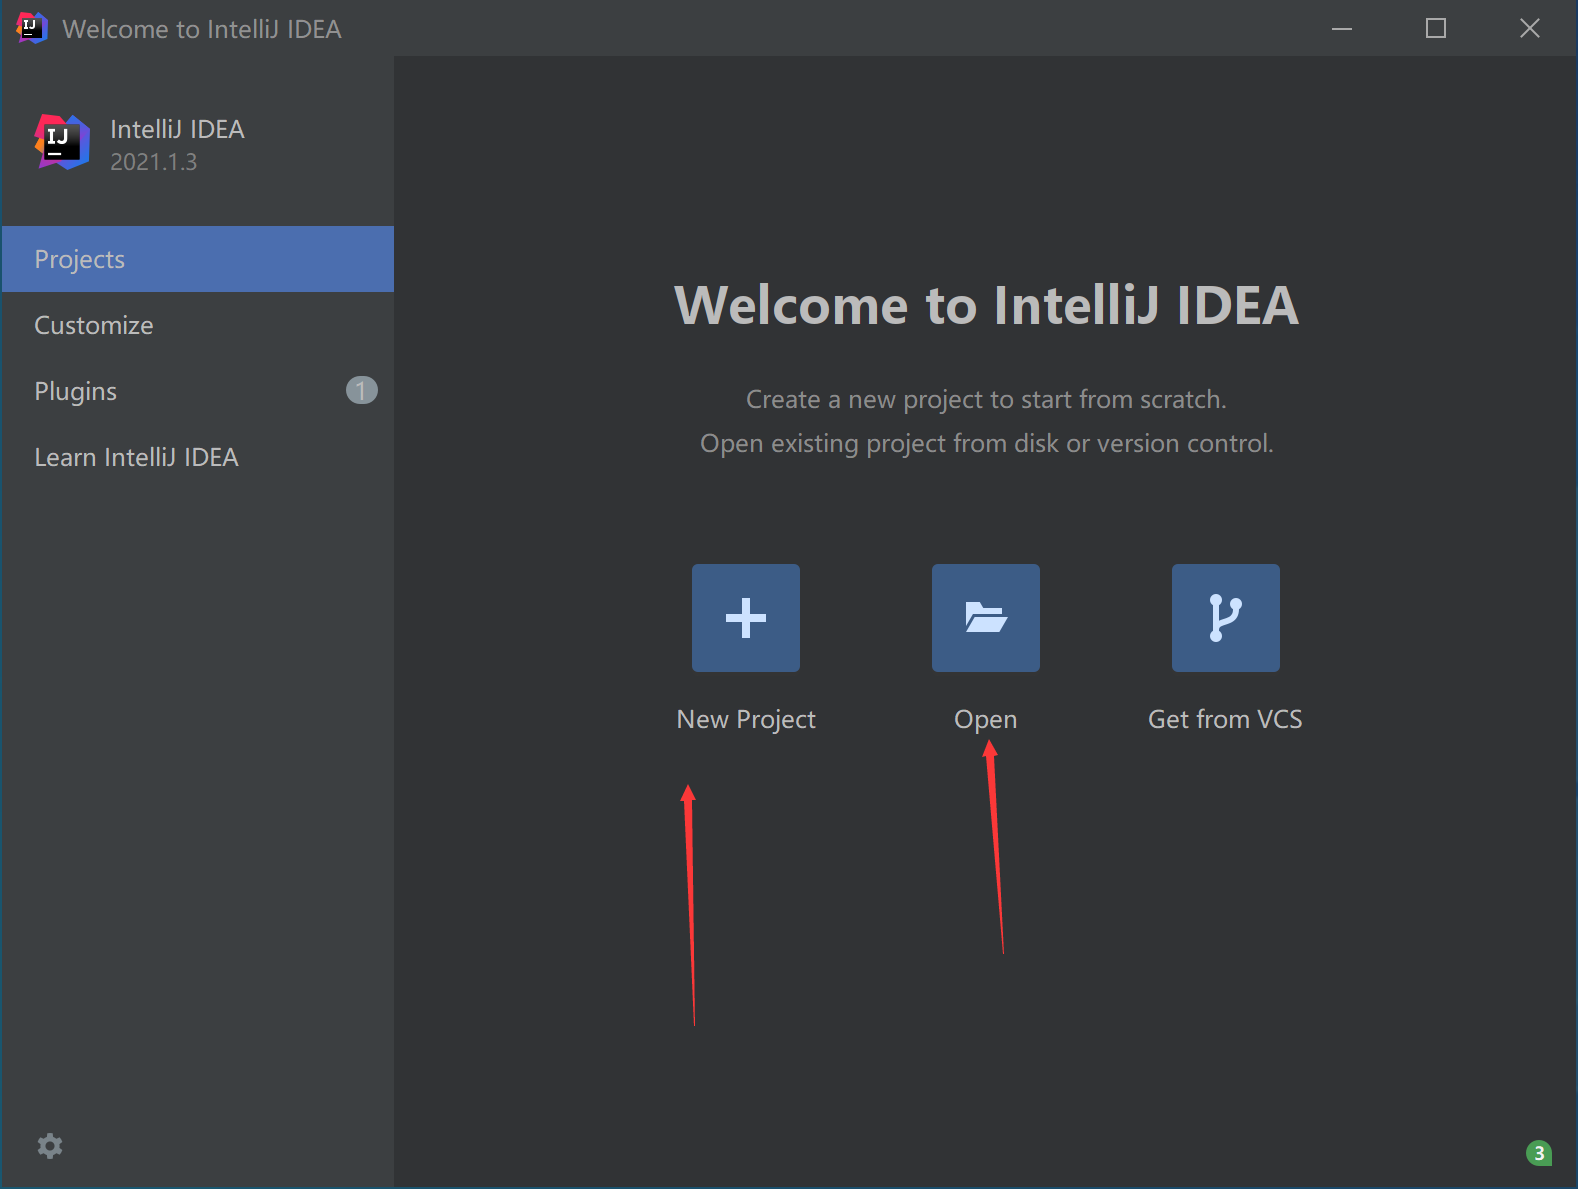 Welcome to IntelliJ IDEA
IntelliJ IDEA
2021.1.3
Projects
Customize
Plugins 1
Learn IntelliJ IDEA
Welcome to IntelliJ IDEA
Create a new project to start from scratch.
Open existing project from disk or version control.
New Project
Open
Get from VCS
3